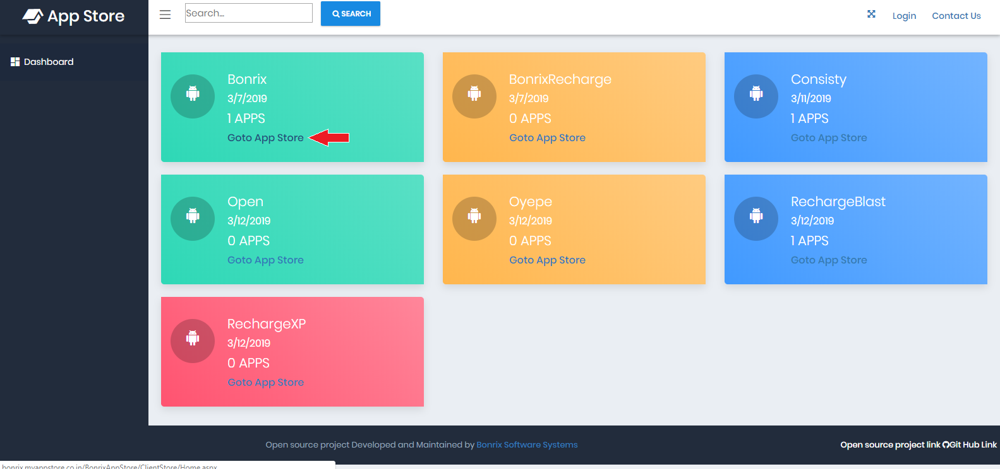 App Store
Search...
SEARCH
Login
Contact Us
Dashboard
Bonrix
3/7/2019
1 APPS
Goto App Store
BonrixRecharge
3/7/2019
0 APPS
Goto App Store
Consisty
3/11/2019
1 APPS
Goto App Store
Open
3/12/2019
0 APPS
Goto App Store
Oyepe
3/12/2019
0 APPS
Goto App Store
RechargeBlast
3/12/2019
1 APPS
Goto App Store
RechargeXP
3/12/2019
0 APPS
Goto App Store
Open source project Developed and Maintained by Bonrix Software Systems
Open source project link Git Hub Link
bonrix.myappstore.co.in/BonrixAppStore/ClientStore/Home.aspx